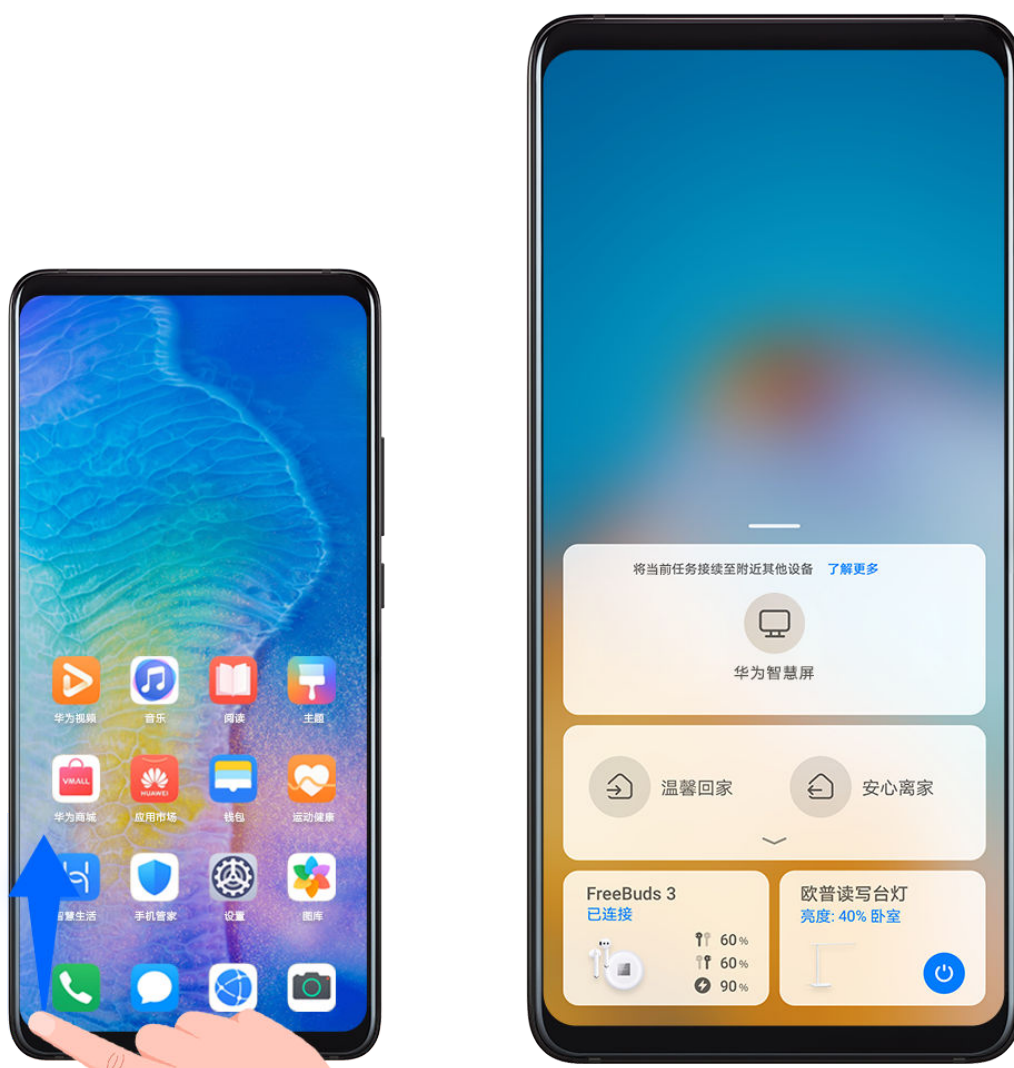 华为视频 音乐 阅读 主题
VMALL HUAWEI
华为商城 应用市场 钱包 运动健康
智慧生活 手机管家 设置 图库
将当前任务接续至附近其他设备 了解更多
华为智慧屏
温馨回家 安心离家
FreeBuds 3
已连接
60%
60%
90%
欧普读写台灯
亮度: 40% 卧室